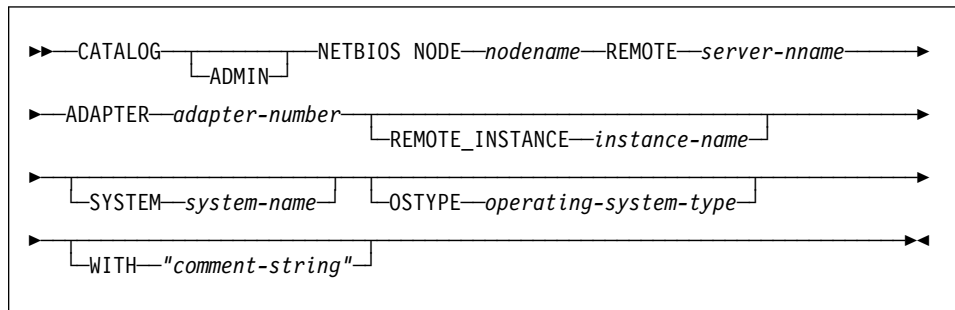 CATALOG NETBIOS NODE nodename REMOTE server-nname
ADMIN
ADAPTER adapter-number
REMOTE_INSTANCE instance-name
SYSTEM system-name OSTYPE operating-system-type
WITH "comment-string"